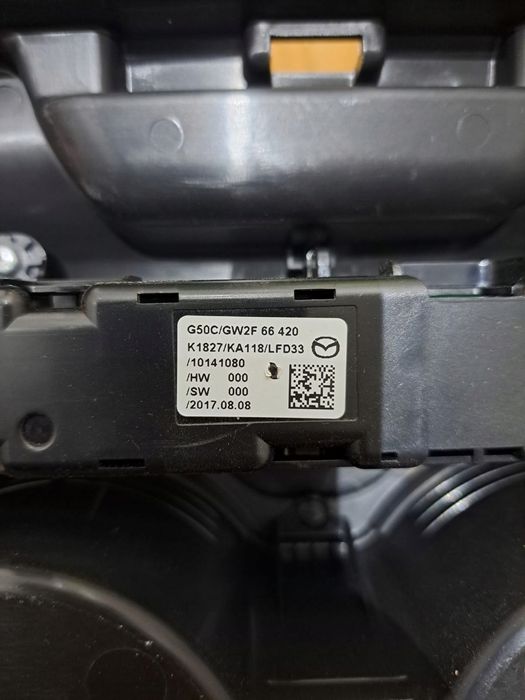 G50C/GW2F 66 420
K1827/KA118/LFD33
/10141080
/HW 000
/SW 000
/2017.08.08